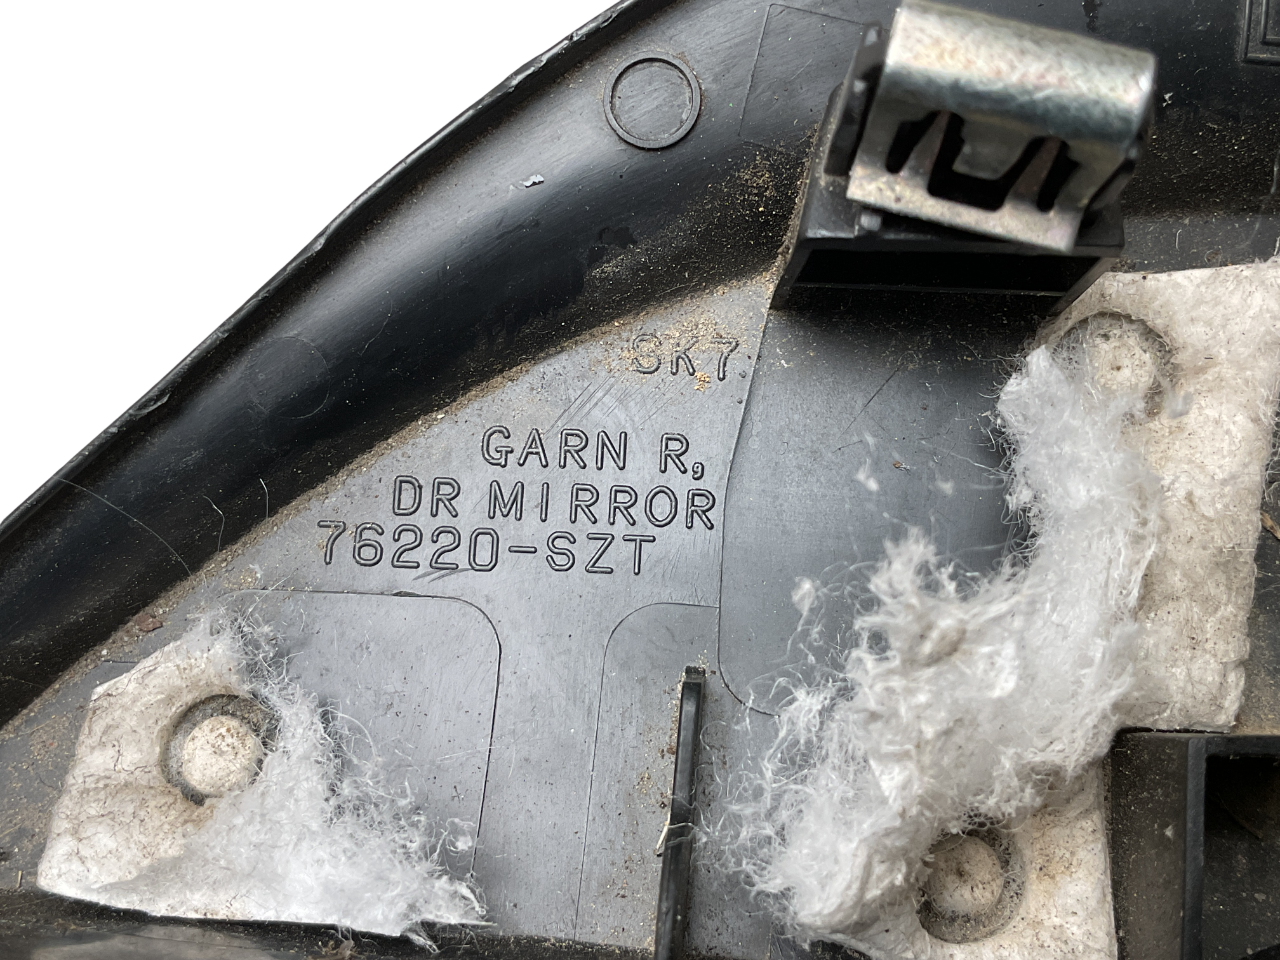 SK7
GARN R,
DR MIRROR
76220-SZT